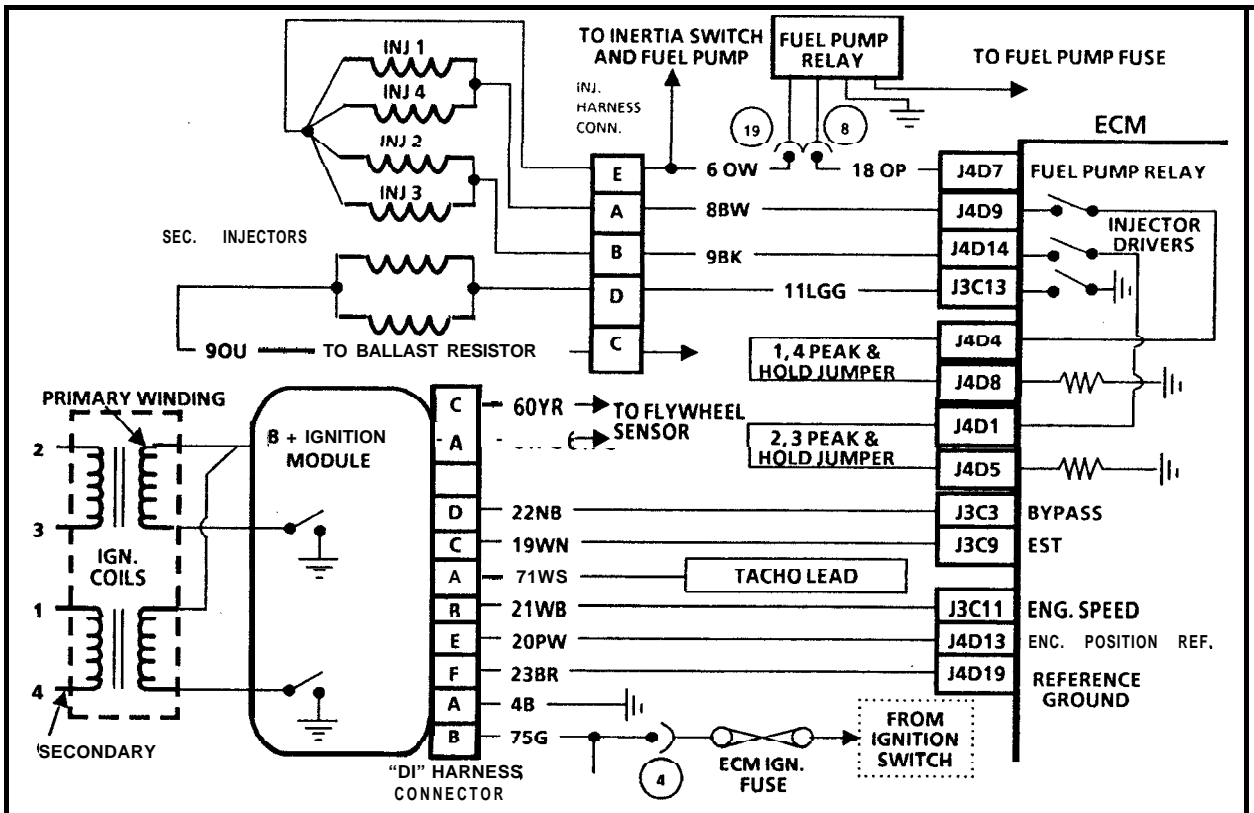 TO INERTIA SWITCH
AND FUEL PUMP
FUEL PUMP
RELAY
TO FUEL PUMP FUSE
INJ 1
INJ 4
INJ 2
INJ 3
INJ.
HARNESS
CONN.
19
8
ECM
E
6 OW
18 OP
J4D7
FUEL PUMP RELAY
A
8BW
J4D9
INJECTOR
DRIVERS
SEC. INJECTORS
B
9BK
J4D14
D
11LGG
J3C13
90U
TO BALLAST RESISTOR
C
J4D4
1, 4 PEAK &
HOLD JUMPER
J4D8
J4D1
2, 3 PEAK &
HOLD JUMPER
J4D5
PRIMARY WINDING
B + IGNITION
MODULE
C
60YR
TO FLYWHEEL
SENSOR
A
2
3
IGN.
COILS
1
4
SECONDARY
D
22NB
J3C3
BYPASS
C
19WN
J3C9
EST
A
71WS
TACHO LEAD
R
21WB
J3C11
ENG. SPEED
E
20PW
J4D13
ENC. POSITION REF.
F
23BR
J4D19
REFERENCE
GROUND
A
4B
B
75G
4
ECM IGN.
FUSE
FROM
IGNITION
SWITCH
"DI" HARNESS
CONNECTOR